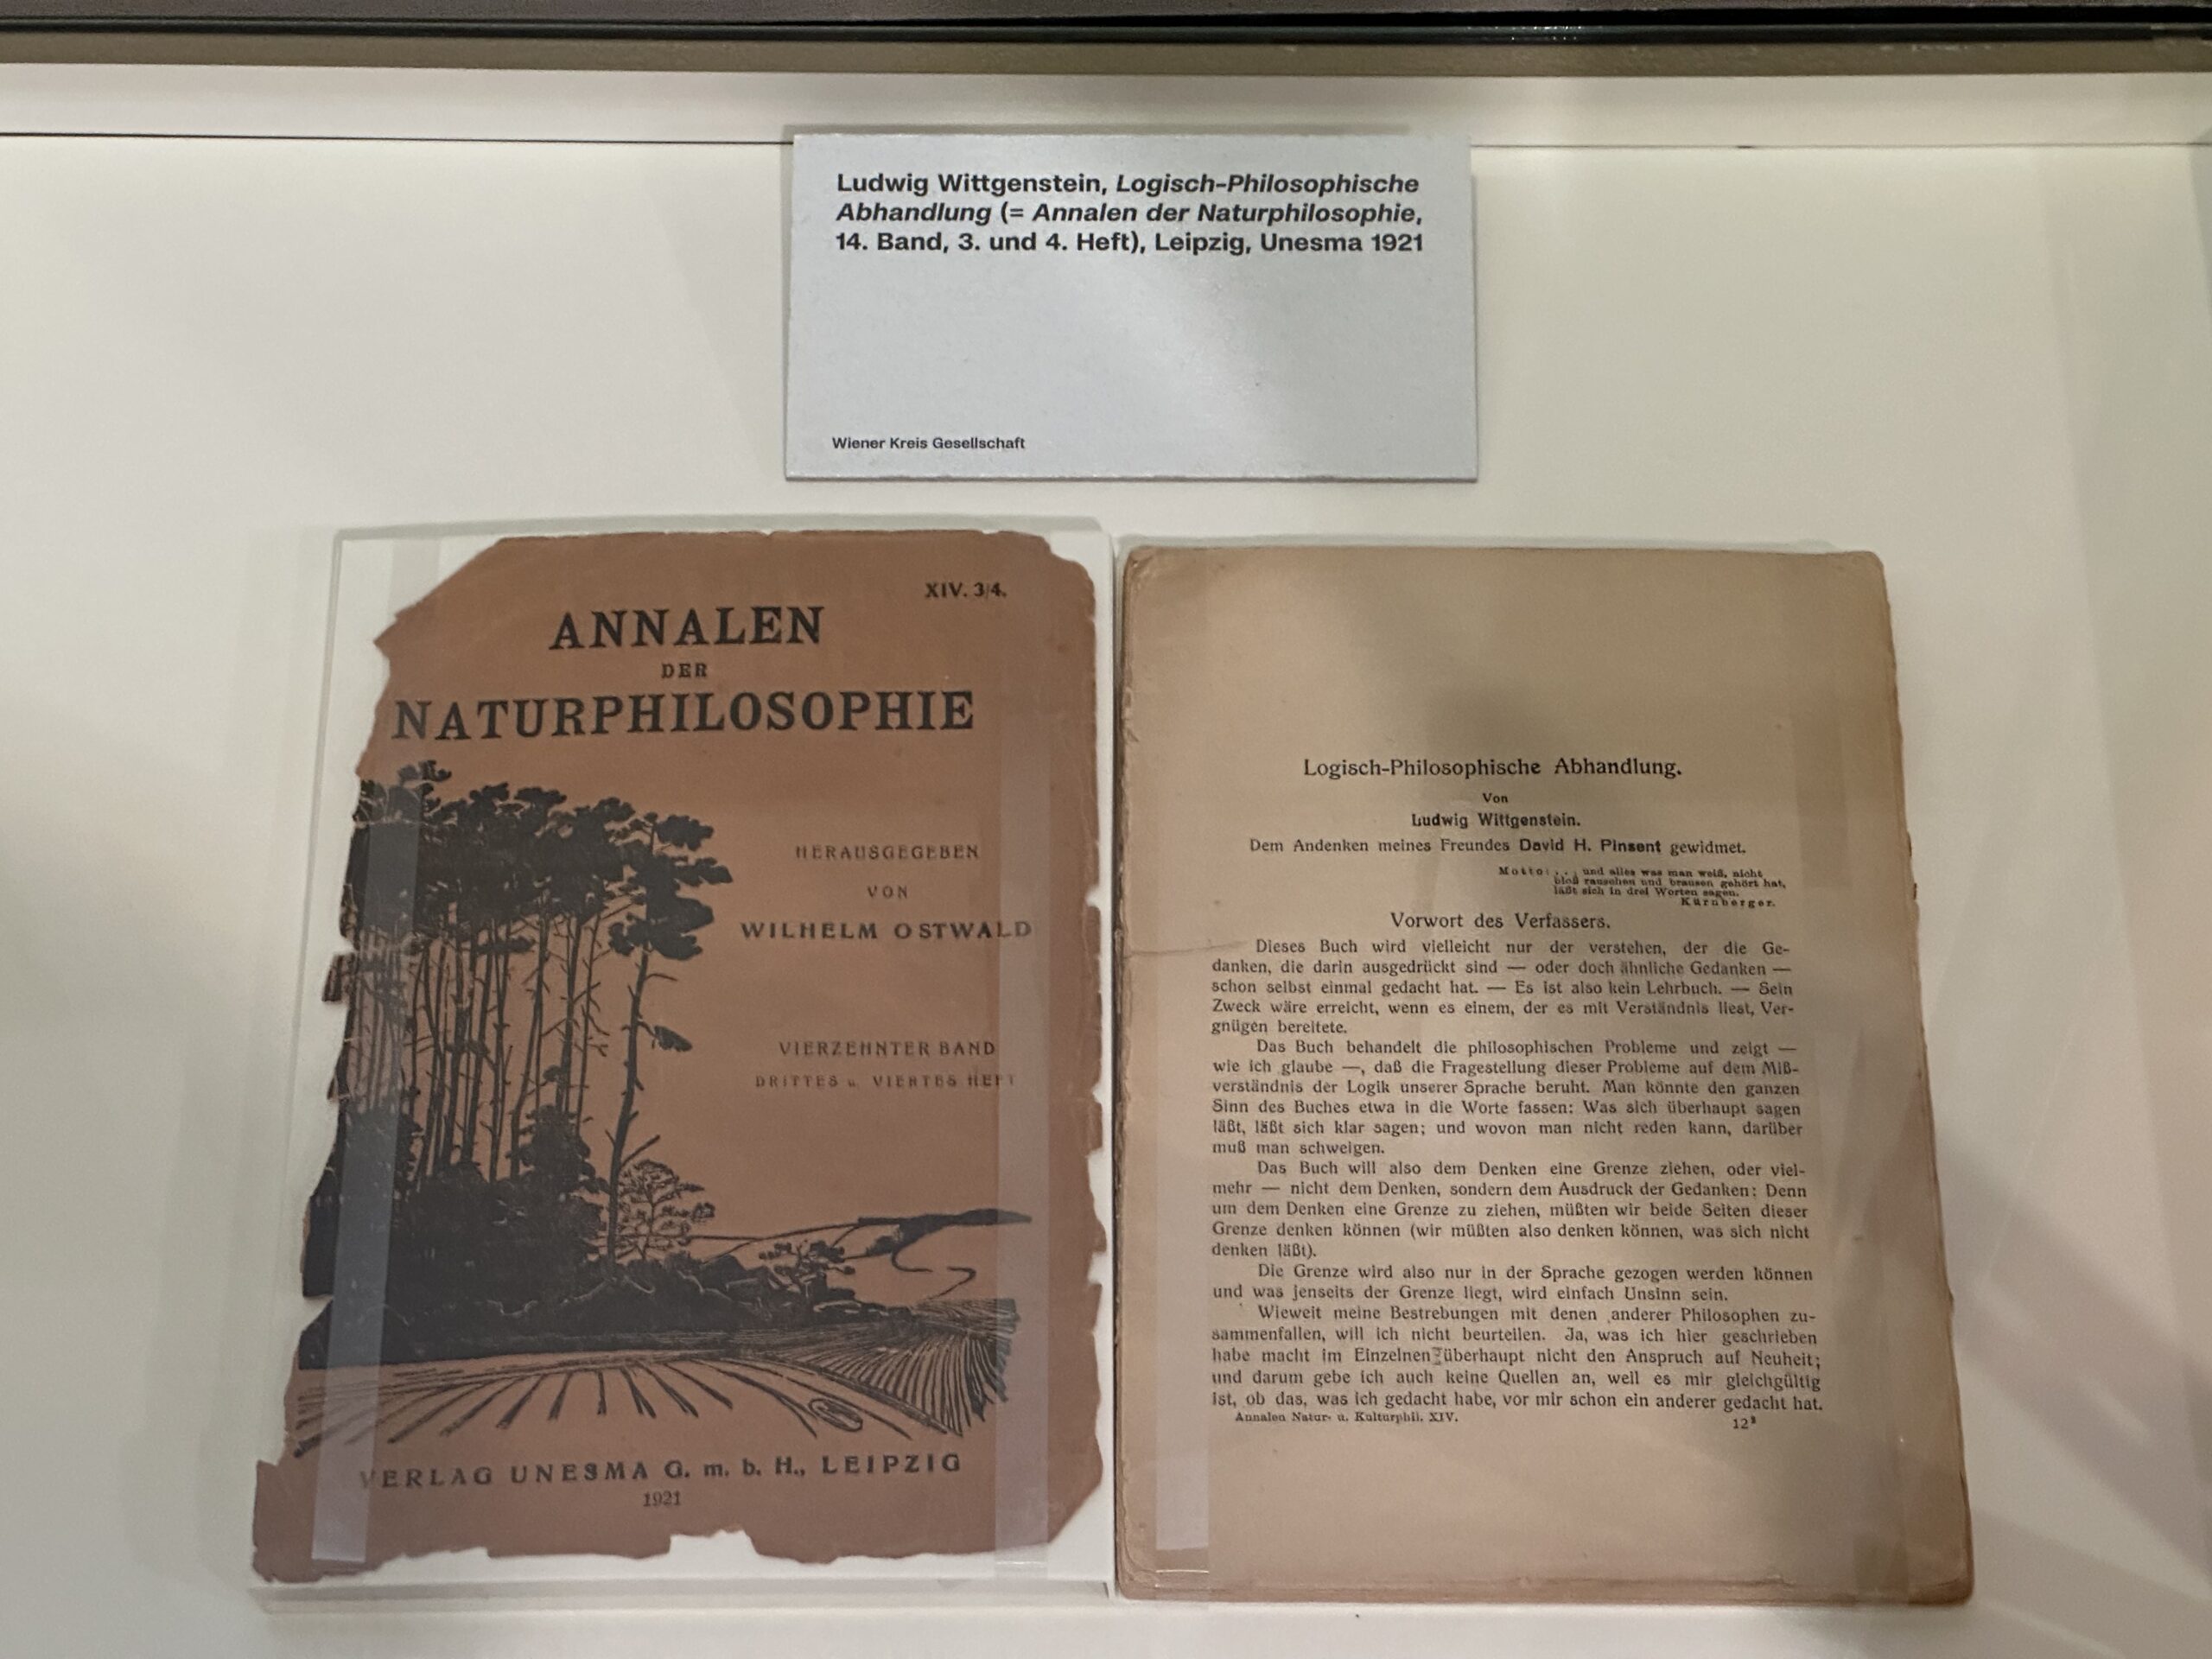 Ludwig Wittgenstein, Logisch-Philosophische
Abhandlung (= Annalen der Naturphilosophie,
14. Band, 3. und 4. Heft), Leipzig, Unesma 1921
Wiener Kreis Gesellschaft
XIV. 3/4.
ANNALEN
DER
NATURPHILOSOPHIE
HERAUSGEGEBEN
VON
WILHELM OSTWALD
VIERZEHNTER BAND
DRITTES u. VIERTES HEFT
VERLAG UNESMA G. m. b. H., LEIPZIG
1921
Logisch-Philosophische Abhandlung.
Von
Ludwig Wittgenstein.
Dem Andenken meines Freundes David H. Pinsent gewidmet.
Motto: . . . und alles was man weiß, nicht
bloß rauschen und brausen gehört hat,
läßt sich in drei Worten sagen.
Kürnberger.
Vorwort des Verfassers.
Dieses Buch wird vielleicht nur der verstehen, der die Ge-
danken, die darin ausgedrückt sind — oder doch ähnliche Gedanken —
schon selbst einmal gedacht hat. — Es ist also kein Lehrbuch. — Sein
Zweck wäre erreicht, wenn es einem, der es mit Verständnis liest, Ver-
gnügen bereitete.
Das Buch behandelt die philosophischen Probleme und zeigt —
wie ich glaube —, daß die Fragestellung dieser Probleme auf dem Miß-
verständnis der Logik unserer Sprache beruht. Man könnte den ganzen
Sinn des Buches etwa in die Worte fassen: Was sich überhaupt sagen
läßt, läßt sich klar sagen; und wovon man nicht reden kann, darüber
muß man schweigen.
Das Buch will also dem Denken eine Grenze ziehen, oder viel-
mehr — nicht dem Denken, sondern dem Ausdruck der Gedanken: Denn
um dem Denken eine Grenze zu ziehen, müßten wir beide Seiten dieser
Grenze denken können (wir müßten also denken können, was sich nicht
denken läßt).
Die Grenze wird also nur in der Sprache gezogen werden können
und was jenseits der Grenze liegt, wird einfach Unsinn sein.
Wieweit meine Bestrebungen mit denen anderer Philosophen zu-
sammenfallen, will ich nicht beurteilen. Ja, was ich hier geschrieben
habe macht im Einzelnen überhaupt nicht den Anspruch auf Neuheit;
und darum gebe ich auch keine Quellen an, weil es mir gleichgültig
ist, ob das, was ich gedacht habe, vor mir schon ein anderer gedacht hat.
Annalen Natur- u. Kulturphil. XIV.